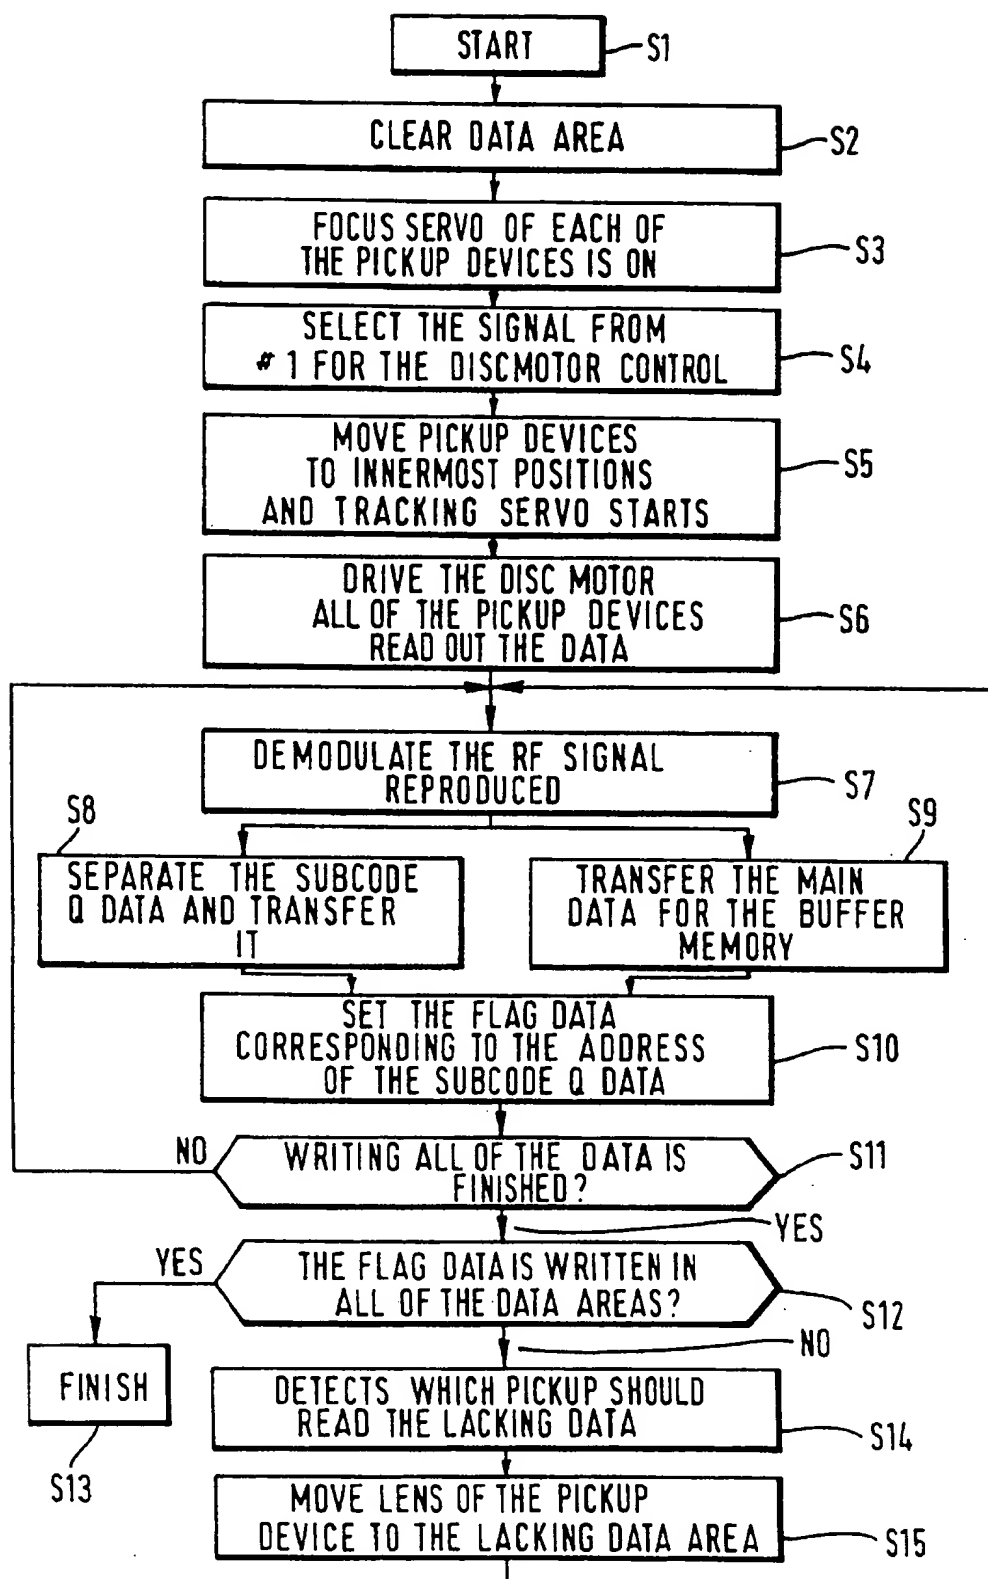 START
S1
CLEAR DATA AREA
S2
FOCUS SERVO OF EACH OF
THE PICKUP DEVICES IS ON
S3
SELECT THE SIGNAL FROM
# 1 FOR THE DISCMOTOR CONTROL
S4
MOVE PICKUP DEVICES
TO INNERMOST POSITIONS
AND TRACKING SERVO STARTS
S5
DRIVE THE DISC MOTOR
ALL OF THE PICKUP DEVICES
READ OUT THE DATA
S6
DEMODULATE THE RF SIGNAL
REPRODUCED
S7
S8
SEPARATE THE SUBCODE
Q DATA AND TRANSFER
IT
S9
TRANSFER THE MAIN
DATA FOR THE BUFFER
MEMORY
SET THE FLAG DATA
CORRESPONDING TO THE ADDRESS
OF THE SUBCODE Q DATA
S10
NO
WRITING ALL OF THE DATA IS
FINISHED?
S11
YES
YES
THE FLAG DATA IS WRITTEN IN
ALL OF THE DATA AREAS?
S12
NO
FINISH
S13
DETECTS WHICH PICKUP SHOULD
READ THE LACKING DATA
S14
MOVE LENS OF THE PICKUP
DEVICE TO THE LACKING DATA AREA
S15